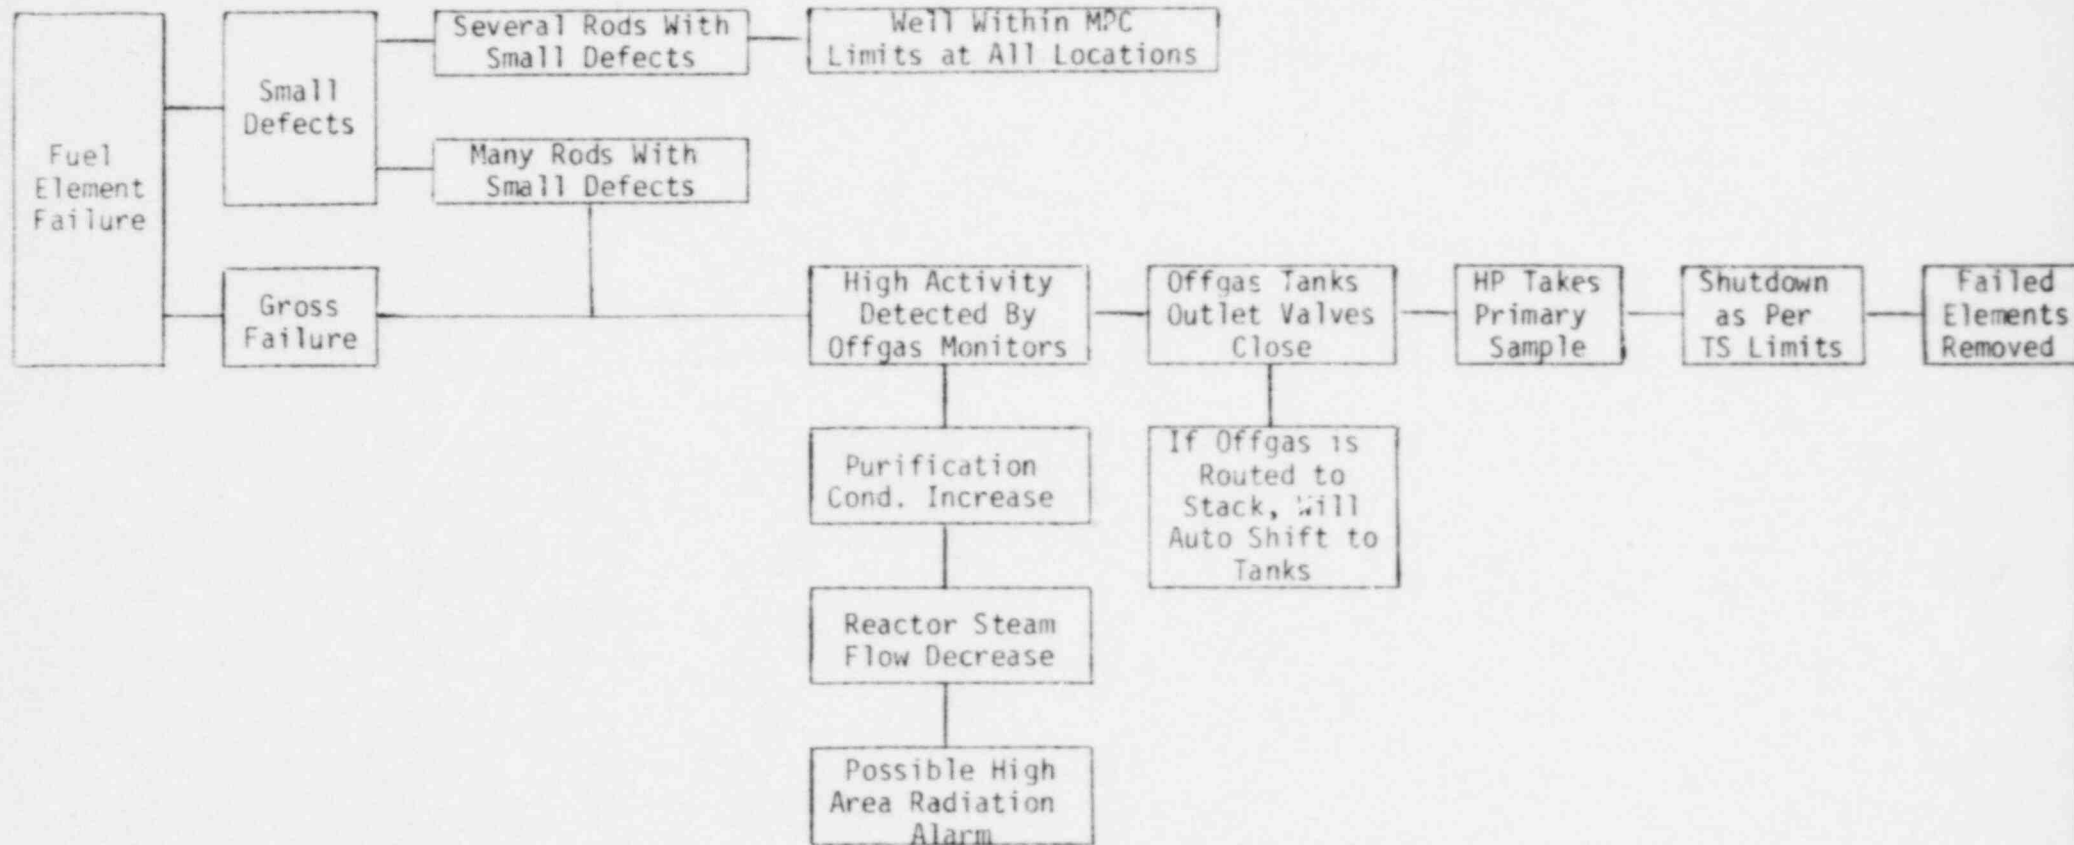 Fuel
Element
Failure
Small
Defects
Several Rods With
Small Defects
Well Within MPC
Limits at All Locations
Many Rods With
Small Defects
Gross
Failure
High Activity
Detected By
Offgas Monitors
Offgas Tanks
Outlet Valves
Close
HP Takes
Primary
Sample
Shutdown
as Per
TS Limits
Failed
Elements
Removed
Purification
Cond. Increase
If Offgas is
Routed to
Stack, Will
Auto Shift to
Tanks
Reactor Steam
Flow Decrease
Possible High
Area Radiation
Alarm